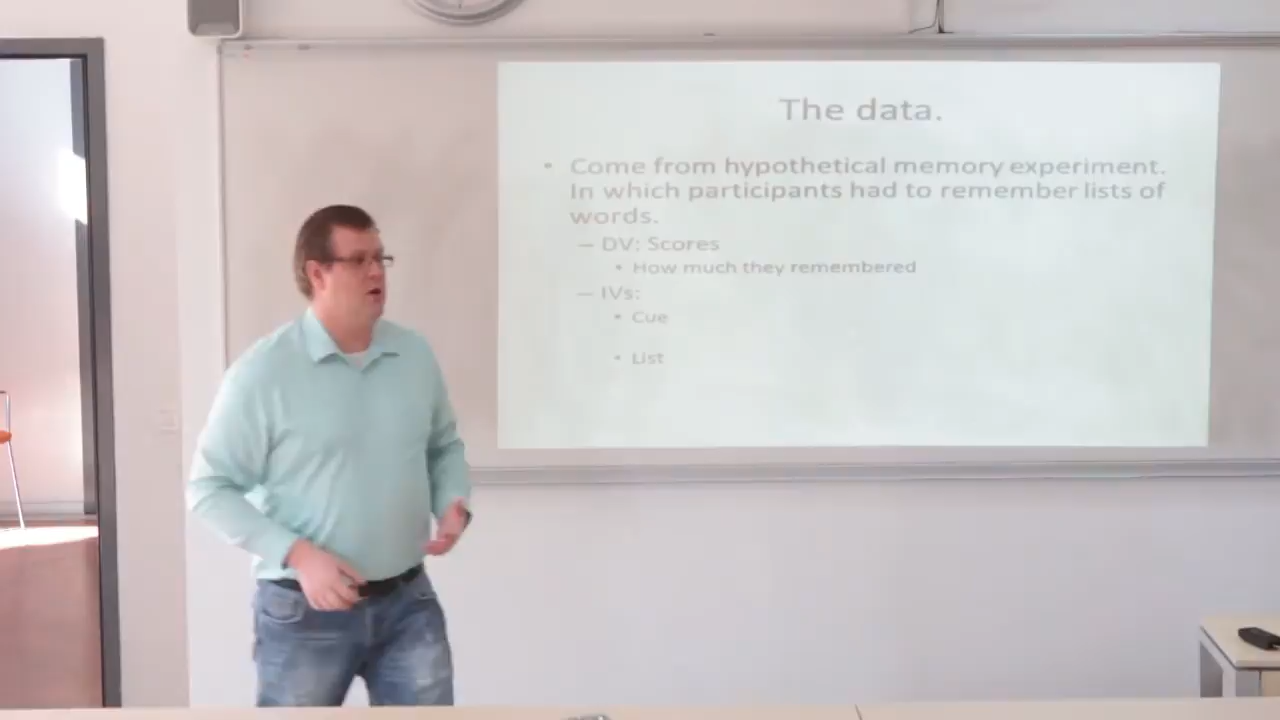 The data.
• Come from hypothetical memory experiment.
In which participants had to remember lists of
words.
– DV: Scores
• How much they remembered
– IVs:
• Cue
• List